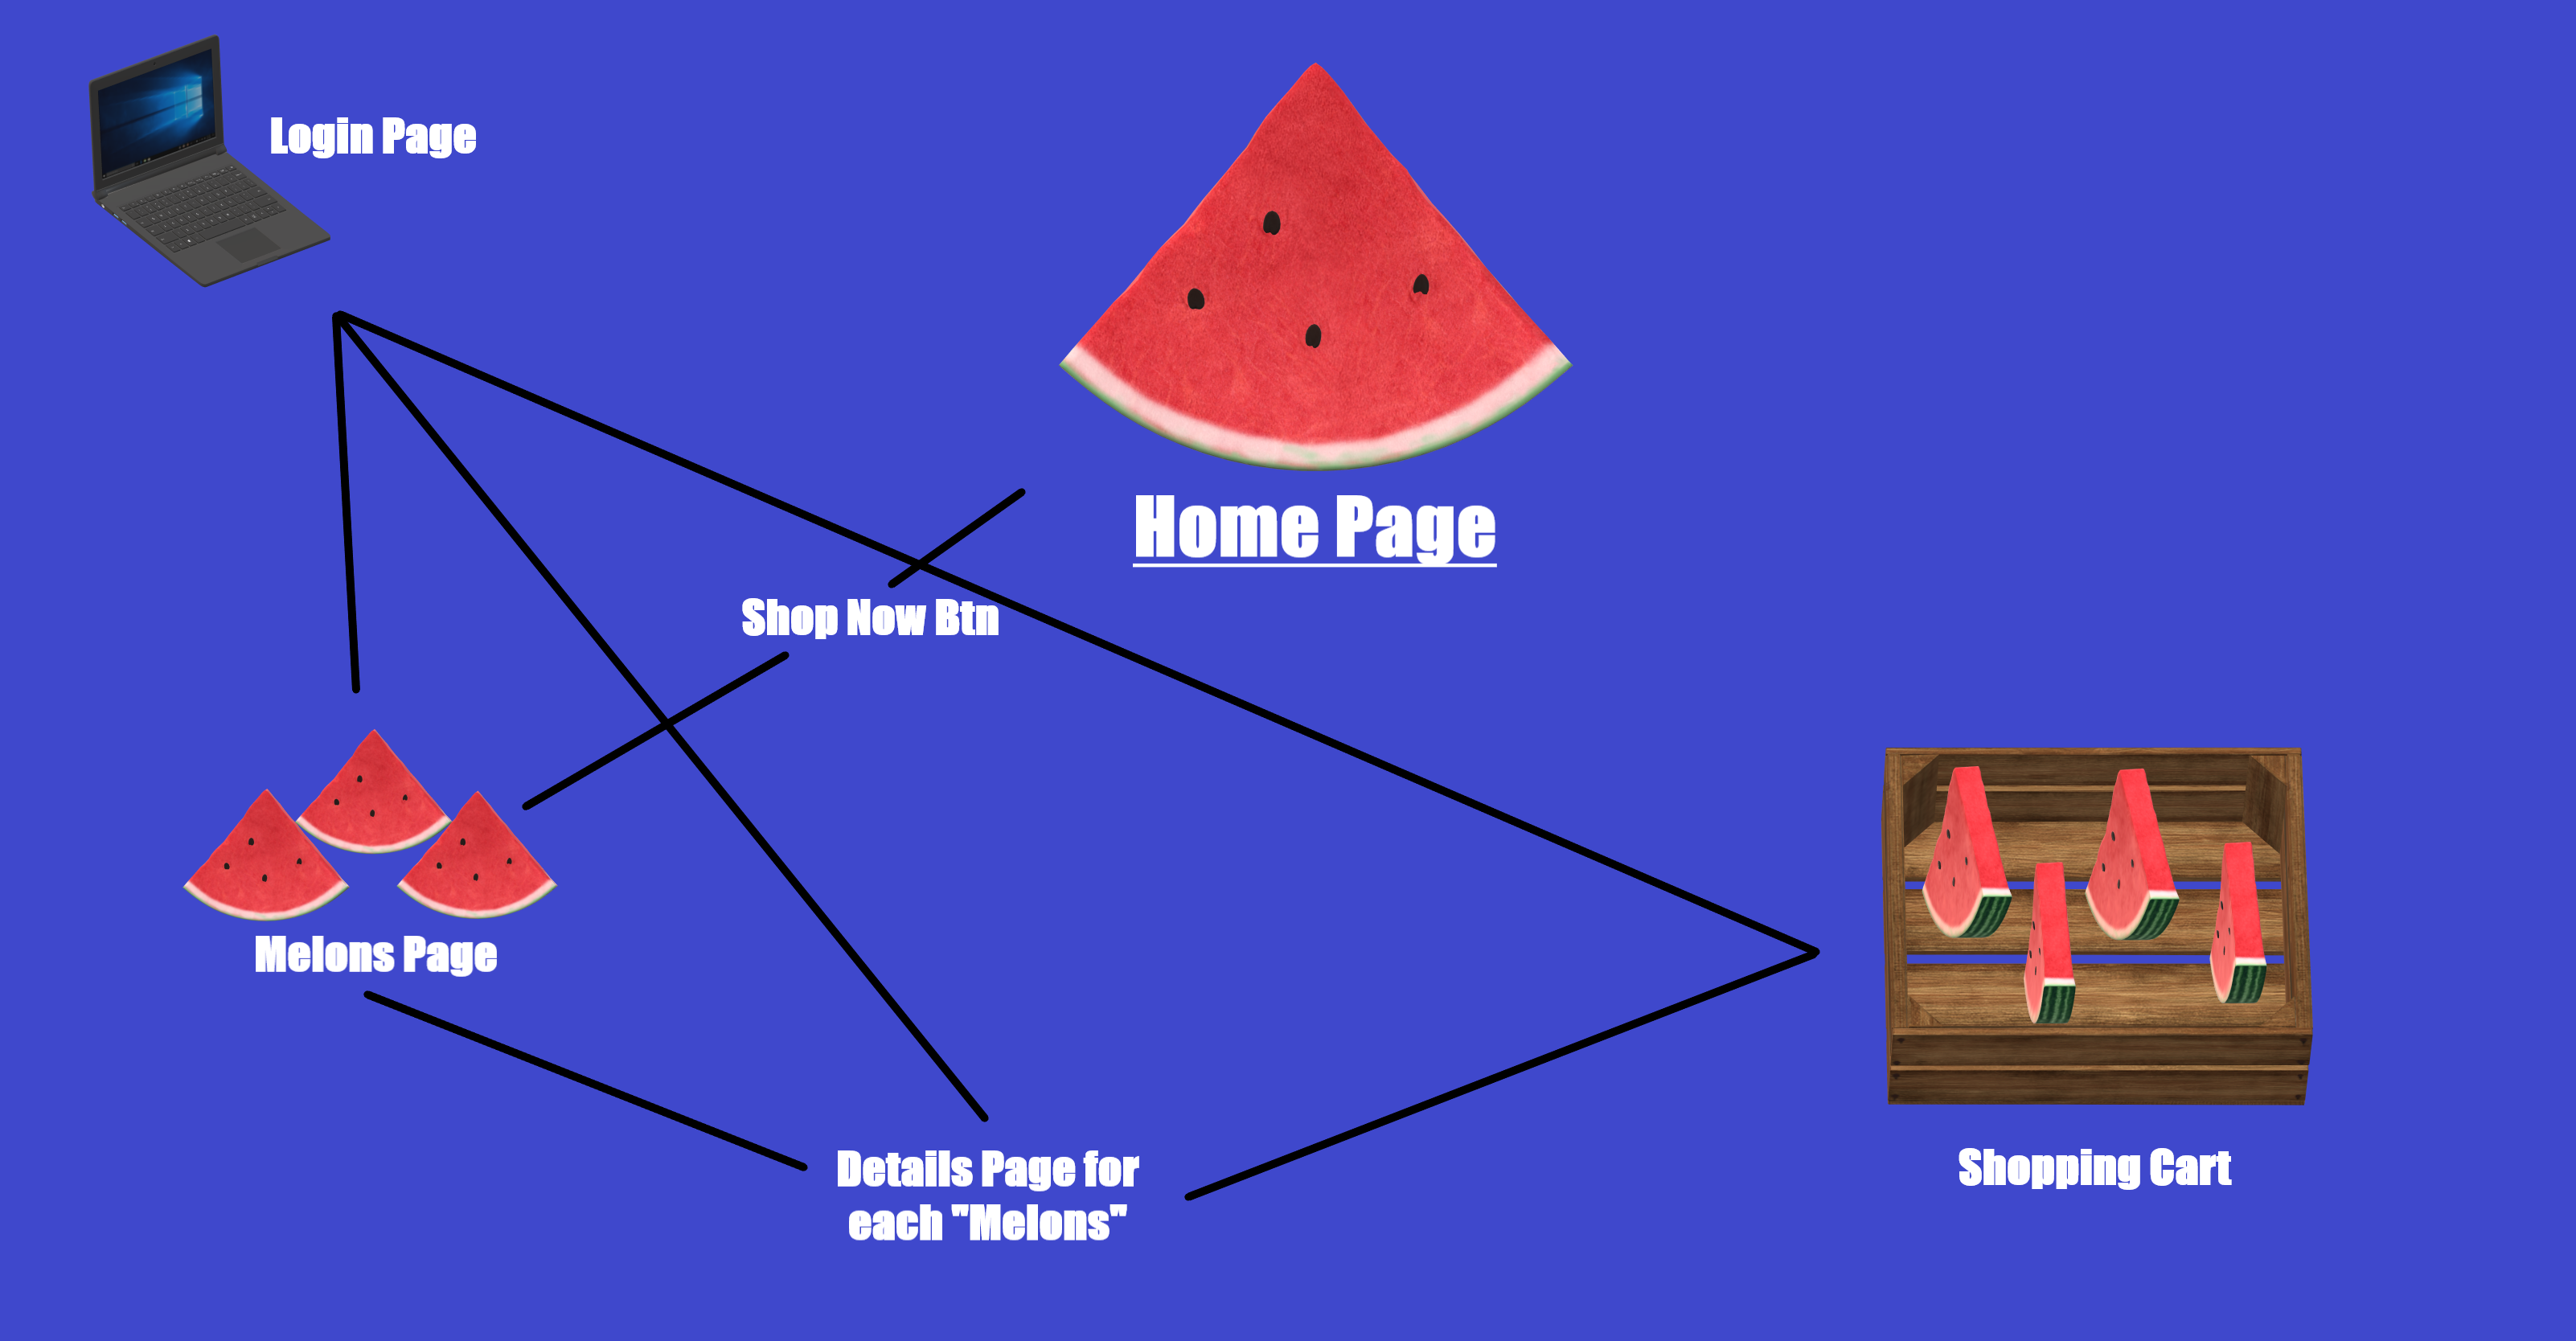 Login Page
Home Page
Shop Now Btn
Melons Page
Details Page for
each "Melons"
Shopping Cart